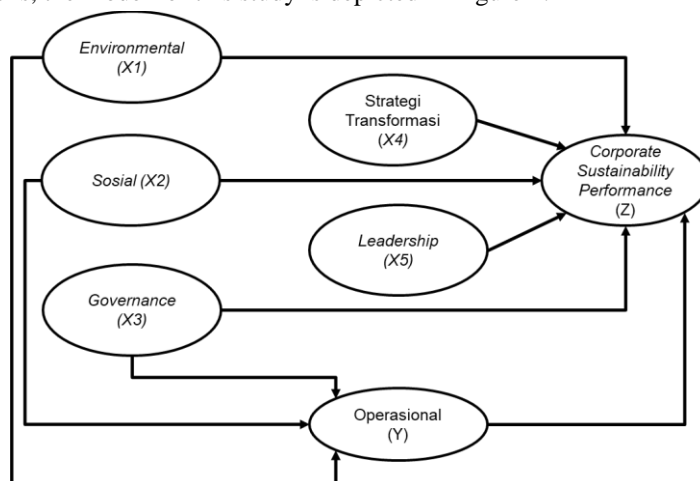 Environmental
(X1)
Strategi
Transformasi
(X4)
Corporate
Sustainability
Performance
(Z)
Sosial (X2)
Leadership
(X5)
Governance
(X3)
Operasional
(Y)